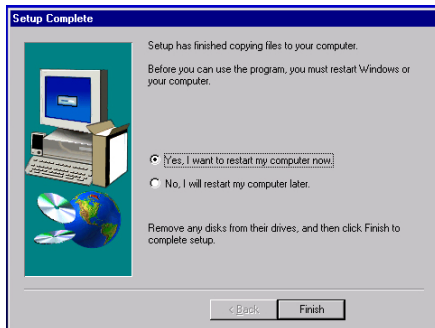 Setup Complete
Setup has finished copying files to your computer.
Before you can use the program, you must restart Windows or
your computer.
Yes, I want to restart my computer now.
No, I will restart my computer later.
Remove any disks from their drives, and then click Finish to
complete setup.
< Back
Finish